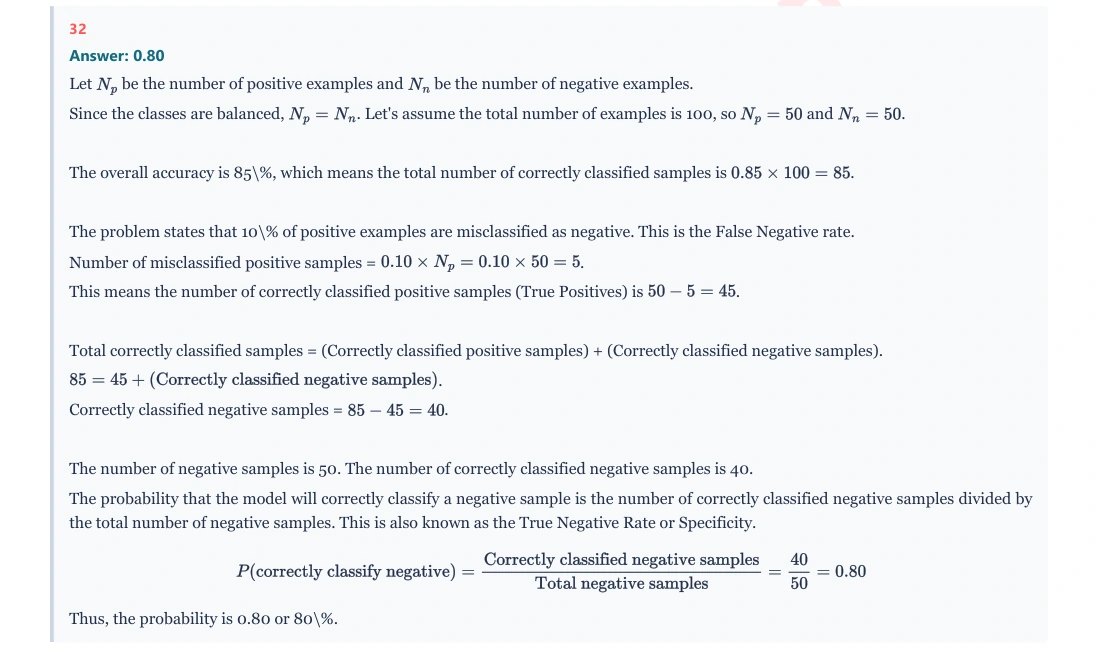 32
Answer: 0.80
Let Nₚ be the number of positive examples and Nₙ be the number of negative examples.
Since the classes are balanced, Nₚ = Nₙ. Let's assume the total number of examples is 100, so Nₚ = 50 and Nₙ = 50.
The overall accuracy is 85\%, which means the total number of correctly classified samples is 0.85 × 100 = 85.
The problem states that 10\% of positive examples are misclassified as negative. This is the False Negative rate.
Number of misclassified positive samples = 0.10 × Nₚ = 0.10 × 50 = 5.
This means the number of correctly classified positive samples (True Positives) is 50 − 5 = 45.
Total correctly classified samples = (Correctly classified positive samples) + (Correctly classified negative samples).
85 = 45 + (Correctly classified negative samples).
Correctly classified negative samples = 85 − 45 = 40.
The number of negative samples is 50. The number of correctly classified negative samples is 40.
The probability that the model will correctly classify a negative sample is the number of correctly classified negative samples divided by
the total number of negative samples. This is also known as the True Negative Rate or Specificity.
P(correctly classify negative) = Correctly classified negative samples / Total negative samples = 40/50 = 0.80
Thus, the probability is 0.80 or 80\%.